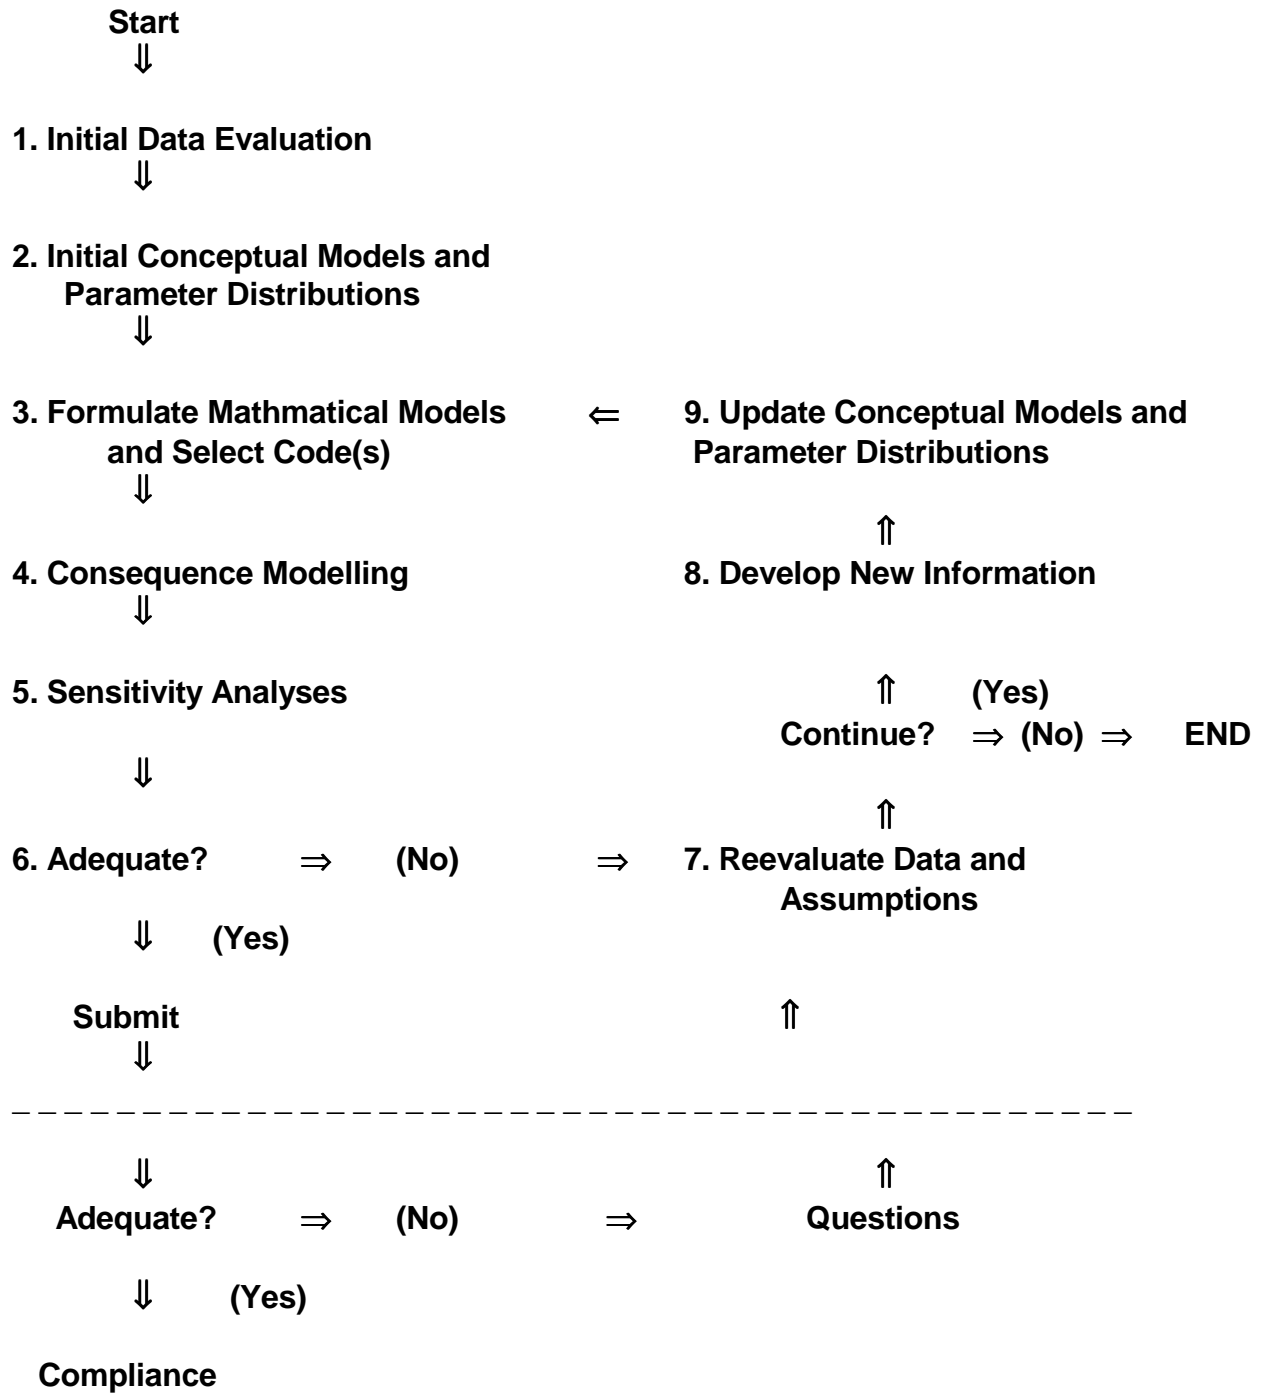 Start
⇓
1. Initial Data Evaluation
⇓
2. Initial Conceptual Models and
Parameter Distributions
⇓
3. Formulate Mathmatical Models ⇐ 9. Update Conceptual Models and
and Select Code(s) Parameter Distributions
⇓
⇑
4. Consequence Modelling 8. Develop New Information
⇓
5. Sensitivity Analyses ⇑ (Yes)
Continue? ⇒ (No) ⇒ END
⇓
⇑
6. Adequate? ⇒ (No) ⇒ 7. Reevaluate Data and
Assumptions
⇓ (Yes)
Submit ⇑
⇓
_ _ _ _ _ _ _ _ _ _ _ _ _ _ _ _ _ _ _ _ _ _ _ _ _ _ _ _ _ _ _ _ _ _ _ _ _ _ _ _ _ _ _
⇓ ⇑
Adequate? ⇒ (No) ⇒ Questions
⇓ (Yes)
Compliance